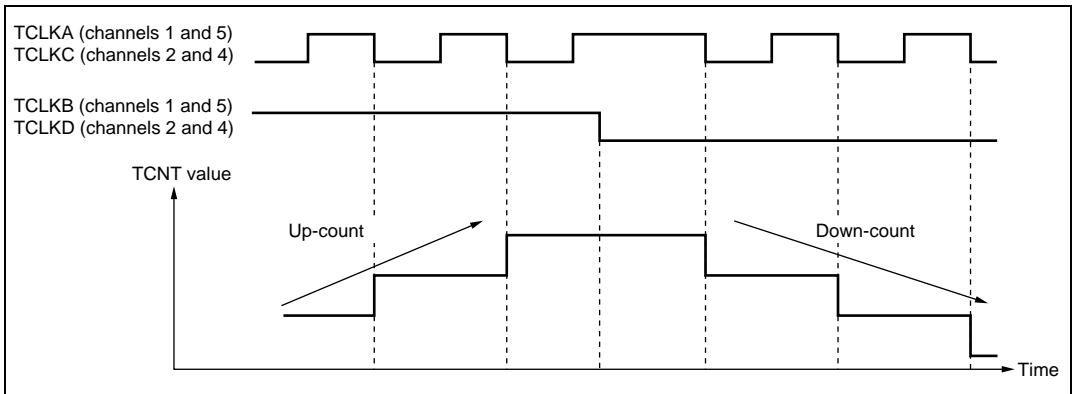 TCLKA (channels 1 and 5)
TCLKC (channels 2 and 4)
TCLKB (channels 1 and 5)
TCLKD (channels 2 and 4)
TCNT value
Up-count
Down-count
Time